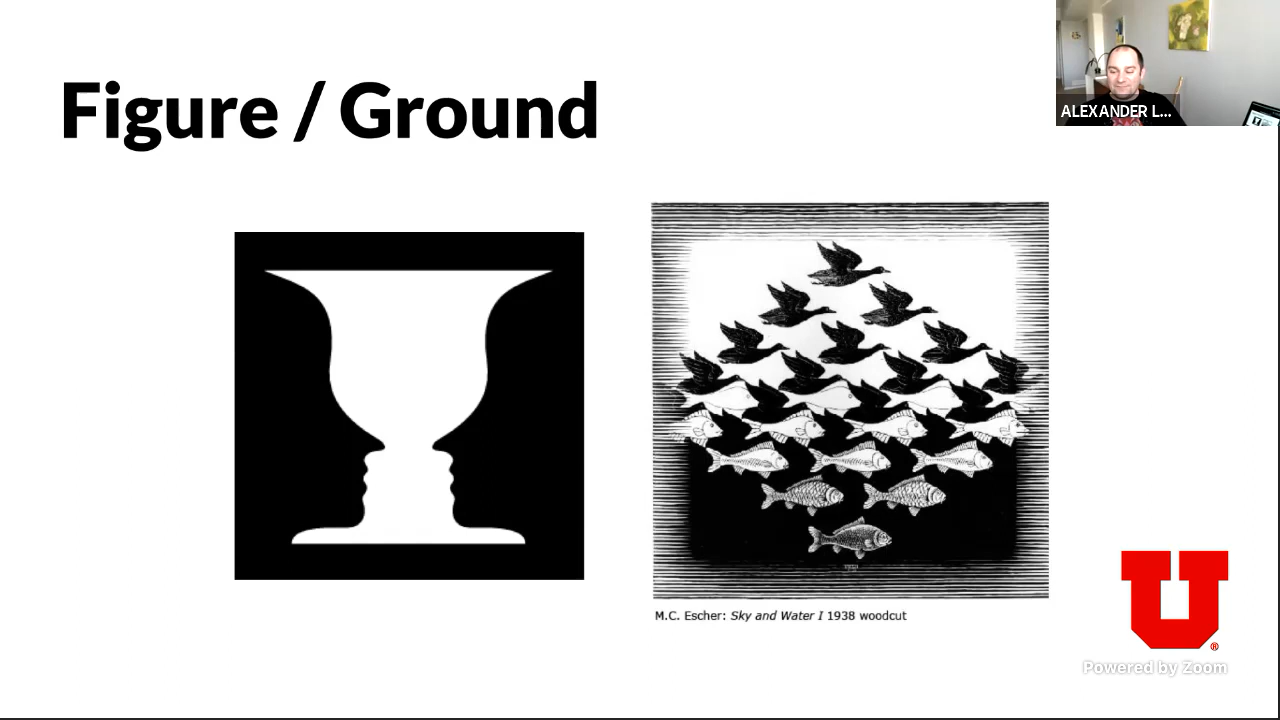 Figure / Ground
ALEXANDER L...
M.C. Escher: Sky and Water I 1938 woodcut
U
®
Powered by Zoom